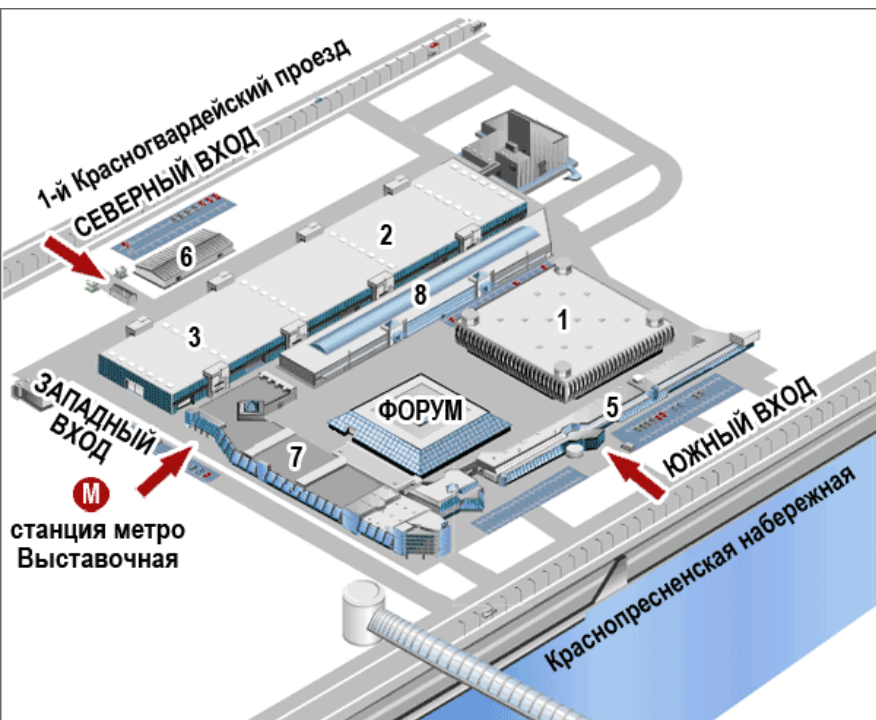 1-й Красногвардейский проезд
СЕВЕРНЫЙ ВХОД
6
2
8
3
1
ФОРУМ
5
7
ЗАПАДНЫЙ
ВХОД
М
станция метро
Выставочная
ЮЖНЫЙ ВХОД
Краснопресненская набережная